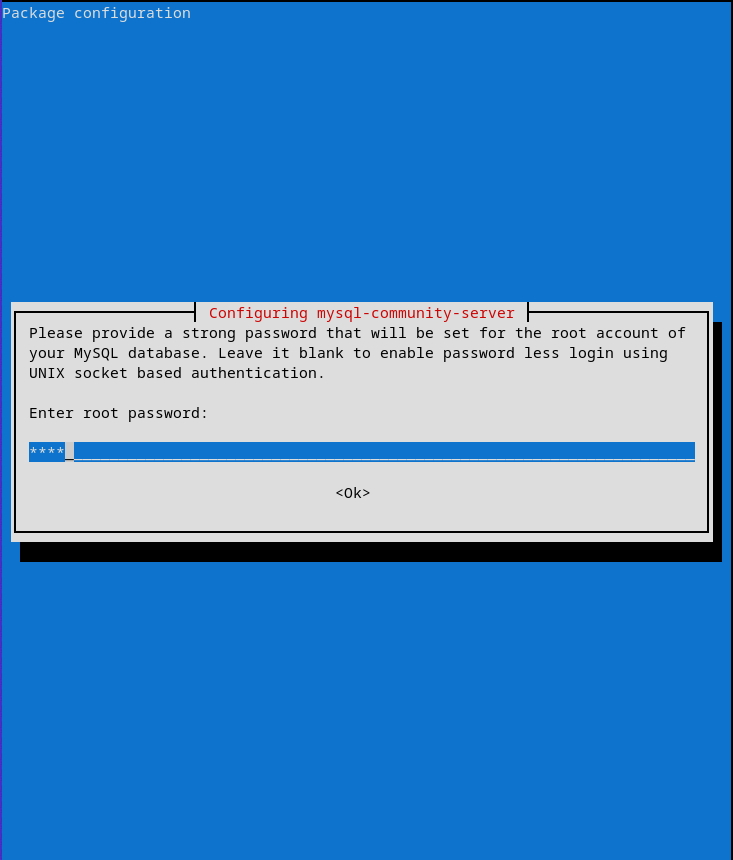 Package configuration
Configuring mysql-community-server
Please provide a strong password that will be set for the root account of
your MySQL database. Leave it blank to enable password less login using
UNIX socket based authentication.
Enter root password:
****
<Ok>